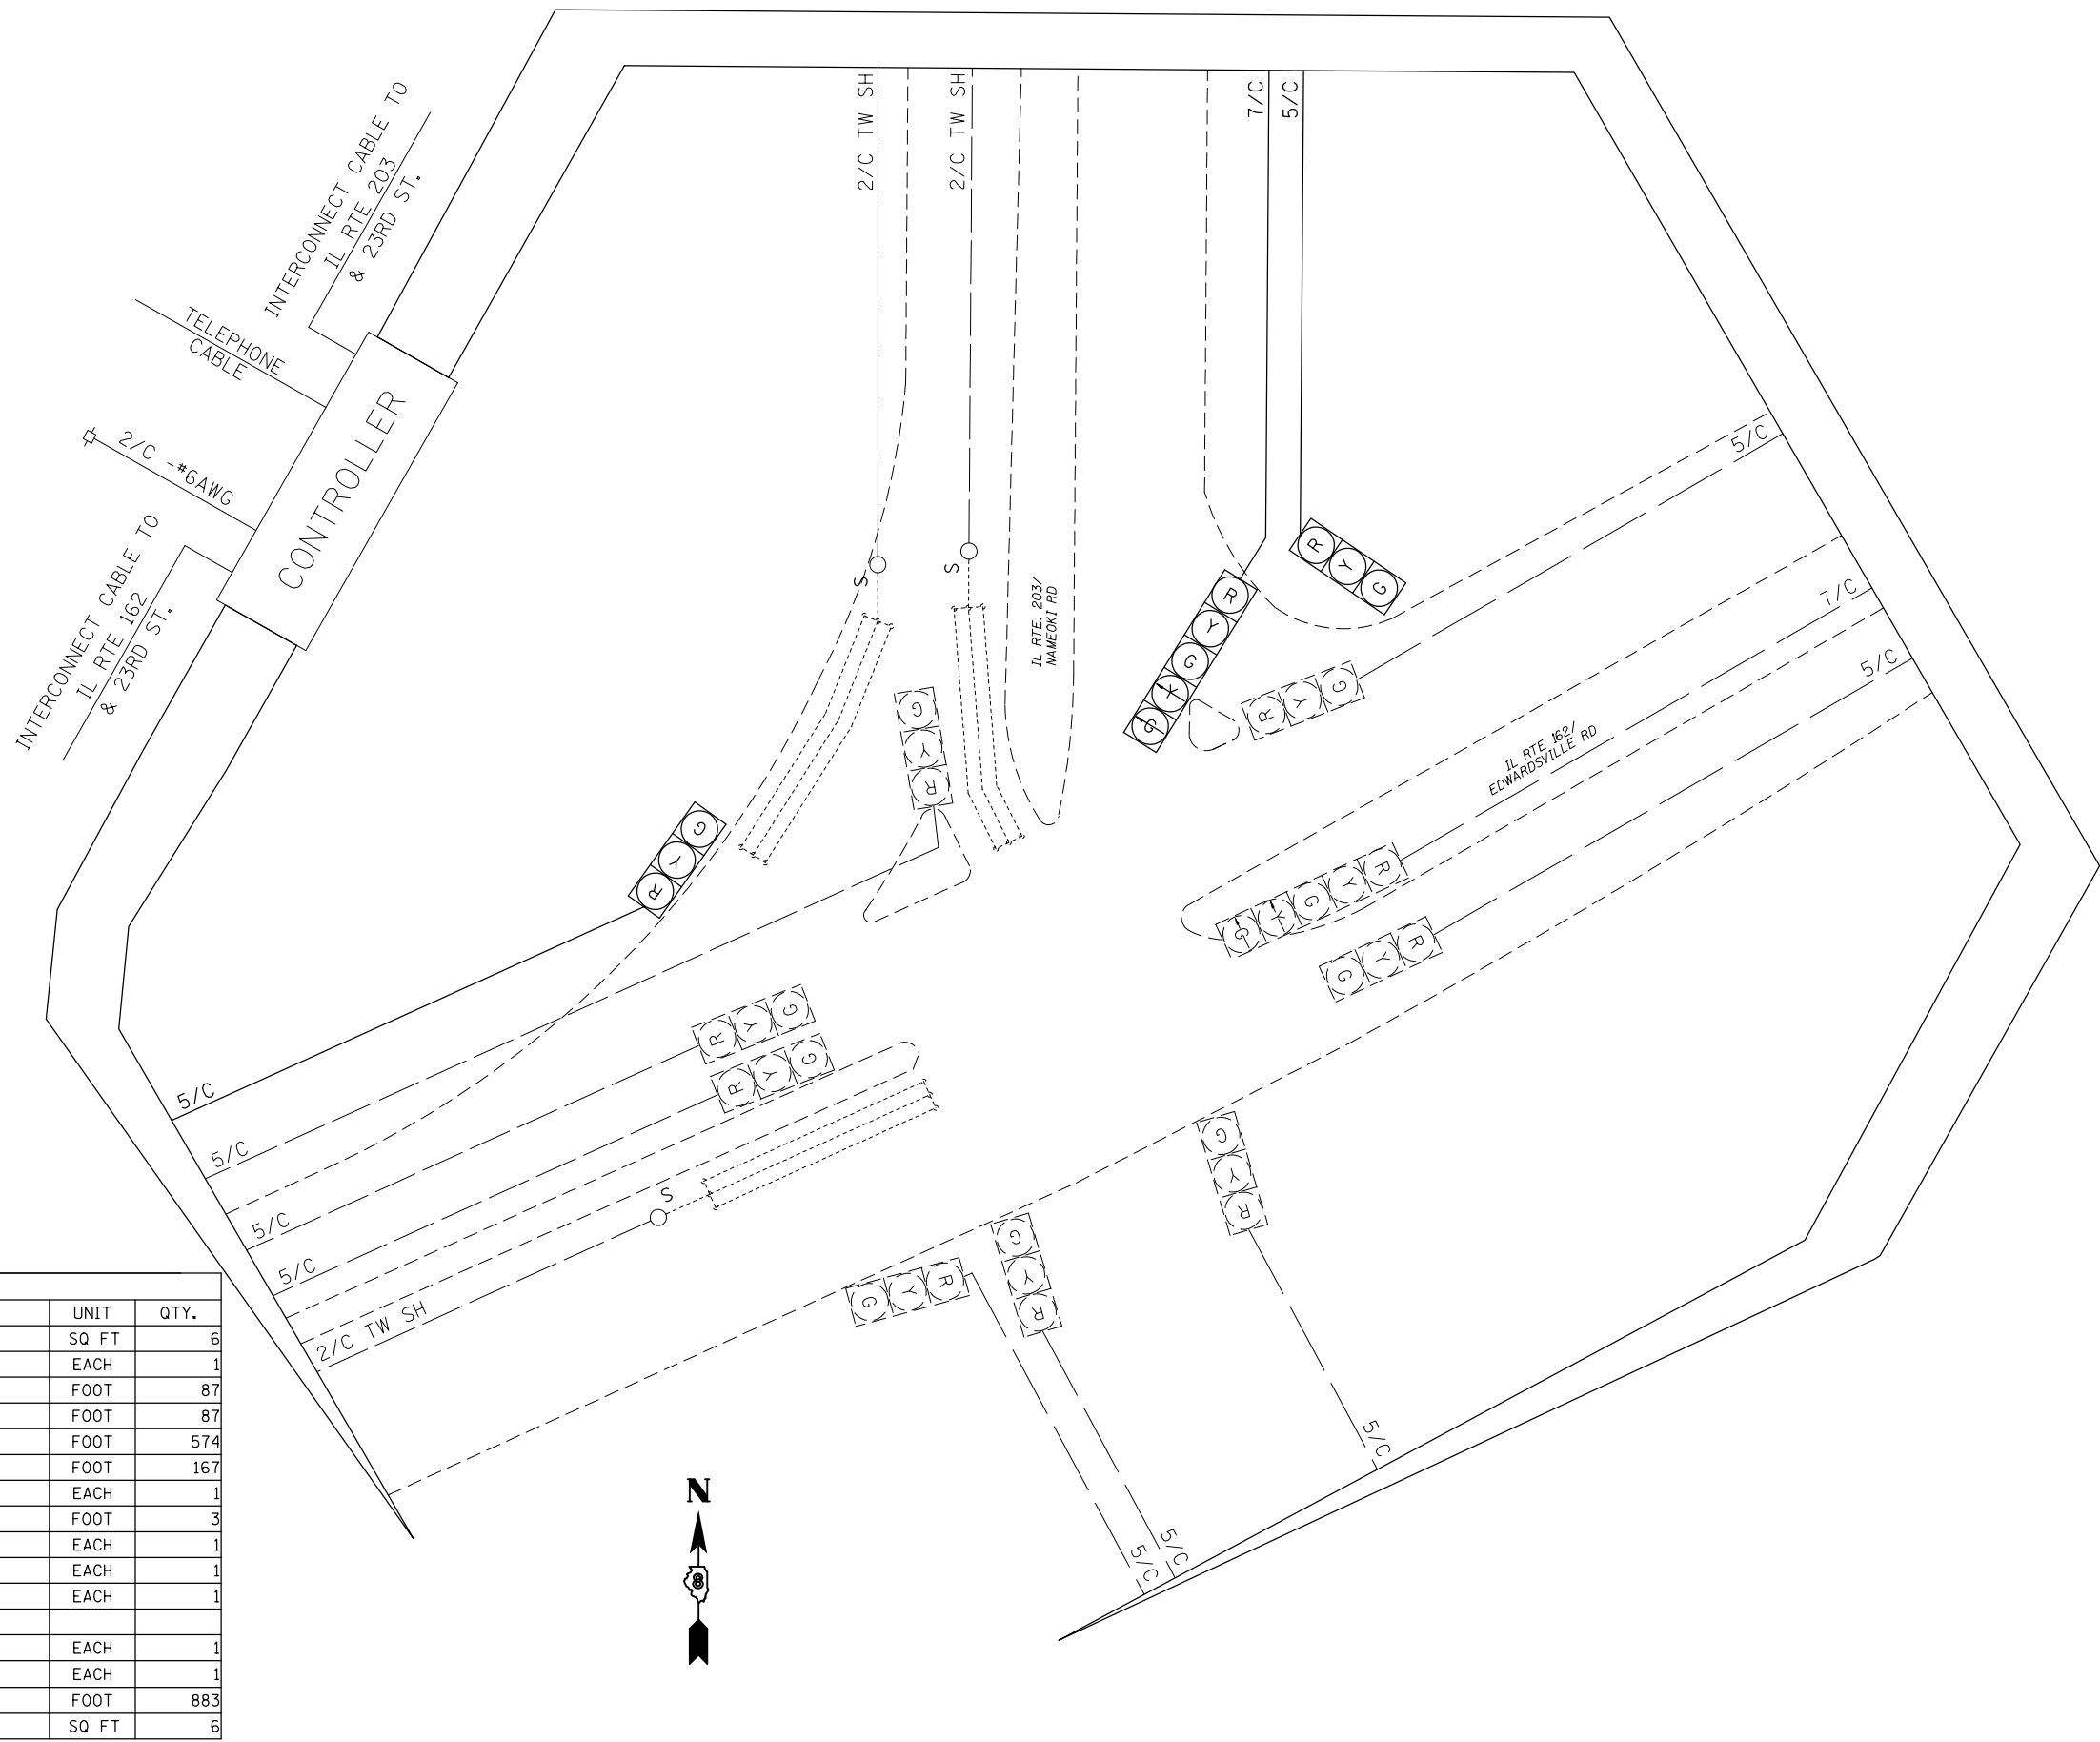 INTERCONNECT CABLE TO
IL RTE 203
& 23RD ST.
TELEPHONE
CABLE
2/C -#6AWG
CONTROLLER
INTERCONNECT CABLE TO
IL RTE 162
& 23RD ST.
2/C TW SH
2/C TW SH
7/C
5/C
S
S
IL RTE. 203/
NAMEOKI RD
R Y G
R Y G Y G
R Y G
5/C
7/C
5/C
IL RTE 162/
EDWARDSVILLE RD
G Y R
R Y G
G Y G Y R
G Y R
5/C
5/C
5/C
5/C
2/C TW SH
R Y G
R Y G
S
G Y R
G Y R
G Y R
5/C
5/C
5/C
N
8
UNIT QTY.
SQ FT 6
EACH 1
FOOT 87
FOOT 87
FOOT 574
FOOT 167
EACH 1
FOOT 3
EACH 1
EACH 1
EACH 1
EACH 1
EACH 1
FOOT 883
SQ FT 6